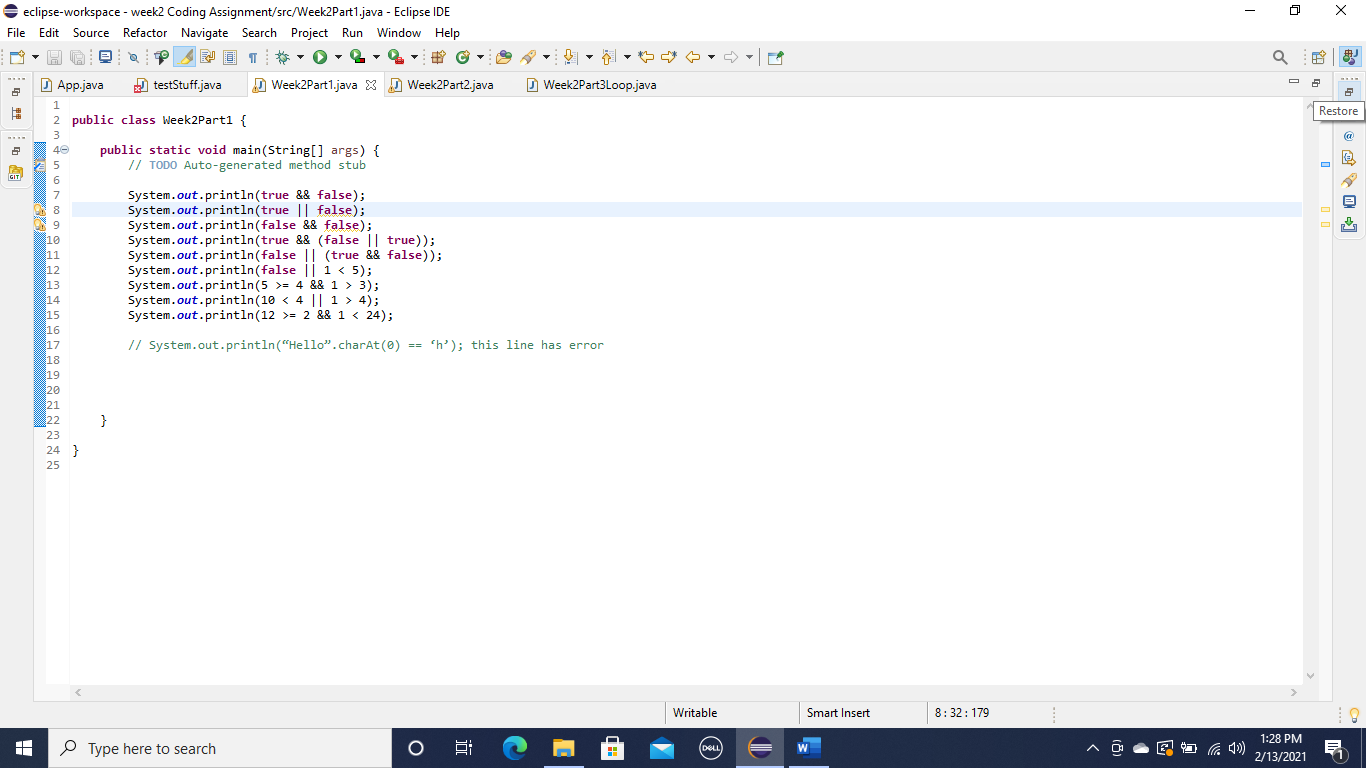 eclipse-workspace - week2 Coding Assignment/src/Week2Part1.java - Eclipse IDE
File Edit Source Refactor Navigate Search Project Run Window Help
App.java testStuff.java Week2Part1.java Week2Part2.java Week2Part3Loop.java
Restore
1
2 public class Week2Part1 {
3
4 public static void main(String[] args) {
5 // TODO Auto-generated method stub
6
7 System.out.println(true && false);
8 System.out.println(true || false);
9 System.out.println(false && false);
10 System.out.println(true && (false || true));
11 System.out.println(false || (true && false));
12 System.out.println(false || 1 < 5);
13 System.out.println(5 >= 4 && 1 > 3);
14 System.out.println(10 < 4 || 1 > 4);
15 System.out.println(12 >= 2 && 1 < 24);
16
17 // System.out.println(“Hello”.charAt(0) == ‘h’); this line has error
18
19
20
21
22 }
23
24 }
25
Writable Smart Insert 8 : 32 : 179
Type here to search
DELL
W
1:28 PM
2/13/2021
1